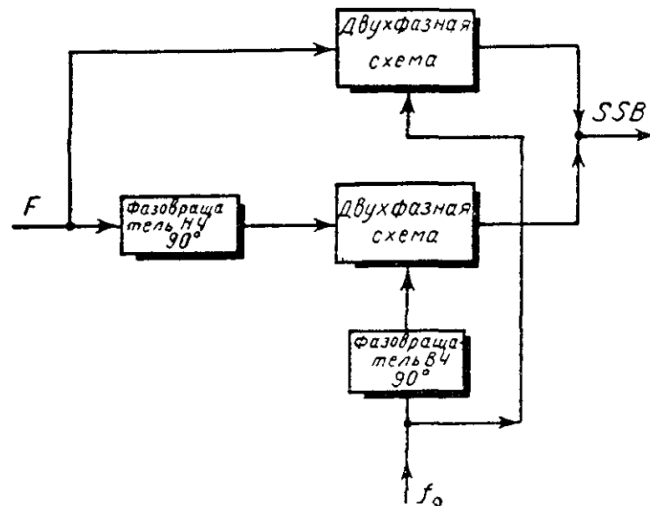 Двухфазная
схема
SSB
F
Фазовраща
тель НЧ
90°
Двухфазная
схема
Фазовраща-
тель ВЧ
90°
f₀